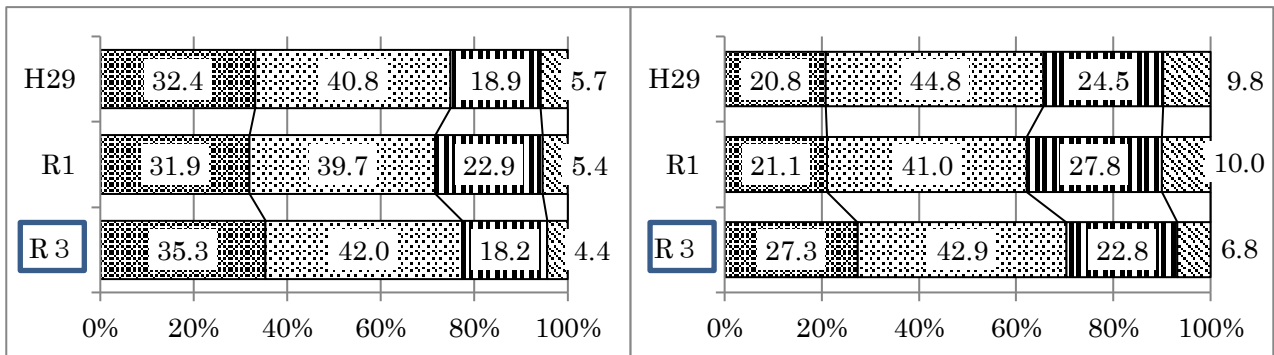 H29 32.4 40.8 18.9 5.7
R1 31.9 39.7 22.9 5.4
R 3 35.3 42.0 18.2 4.4
0% 20% 40% 60% 80% 100%
H29 20.8 44.8 24.5 9.8
R1 21.1 41.0 27.8 10.0
R 3 27.3 42.9 22.8 6.8
0% 20% 40% 60% 80% 100%